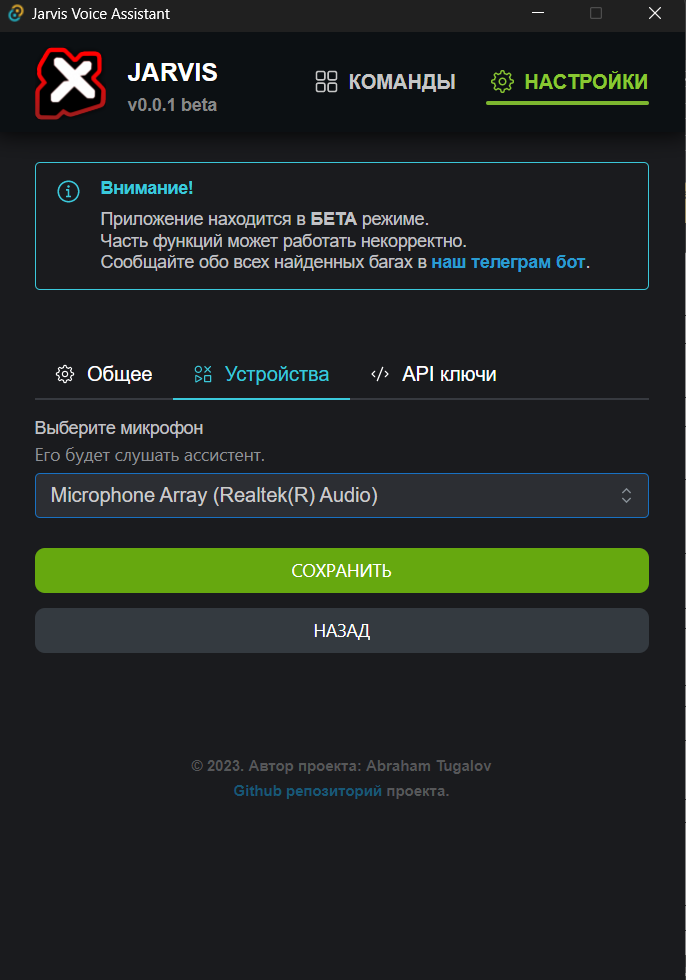 Jarvis Voice Assistant
JARVIS
v0.0.1 beta
КОМАНДЫ
НАСТРОЙКИ
Внимание!
Приложение находится в БЕТА режиме.
Часть функций может работать некорректно.
Сообщайте обо всех найденных багах в наш телеграм бот.
Общее
Устройства
API ключи
Выберите микрофон
Его будет слушать ассистент.
Microphone Array (Realtek(R) Audio)
СОХРАНИТЬ
НАЗАД
© 2023. Автор проекта: Abraham Tugalov
Github репозиторий проекта.